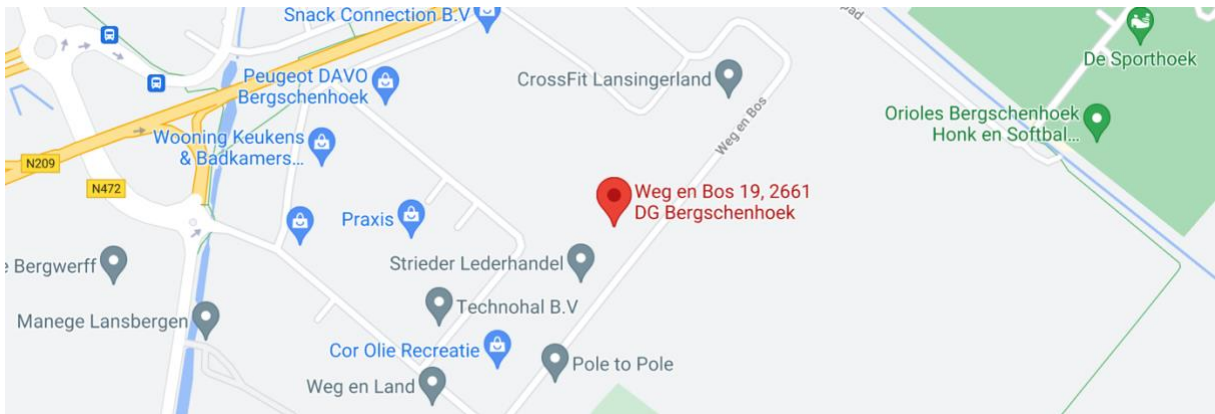 Snack Connection B.V
De Sporthoek
Peugeot DAVO
Bergschenhoek
CrossFit Lansingerland
Orioles Bergschenhoek
Honk en Softbal...
Weg en Bos
Wooning Keukens
& Badkamers...
N209
N472
Weg en Bos 19, 2661
DG Bergschenhoek
Praxis
Strieder Lederhandel
Bergwerff
Technohal B.V
Manege Lansbergen
Cor Olie Recreatie
Pole to Pole
Weg en Land